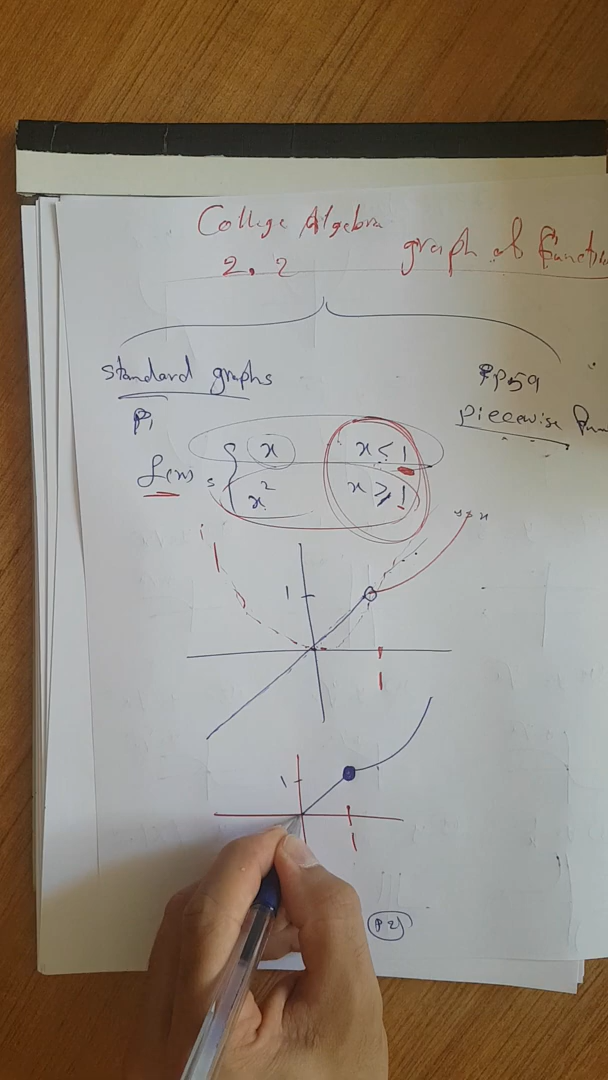 College Algebra
2.2 graph of Functi
Standard graphs
P1
PP59
Piecewise Fun
f(x) = { x x < 1
x² x ≥ 1
y = x
1
1
1
1
P2